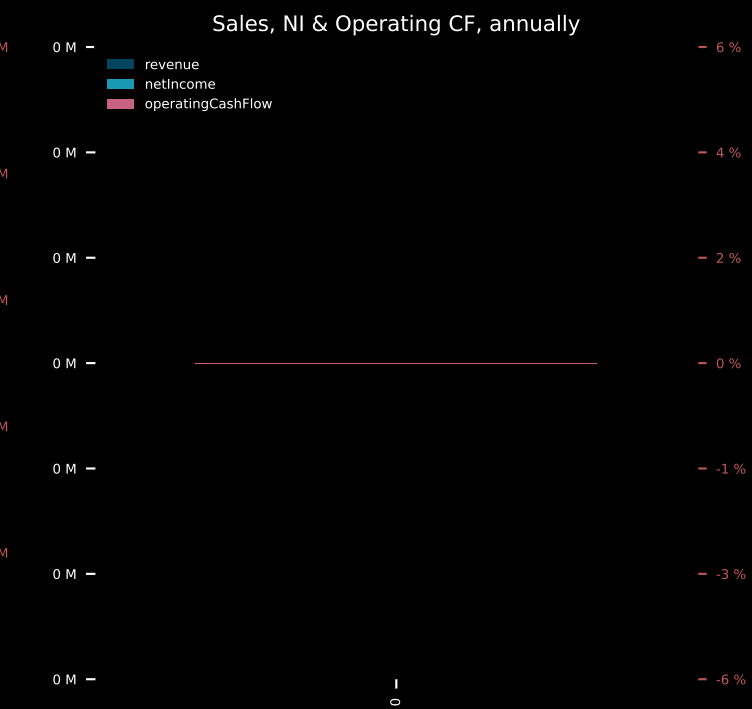 Sales, NI & Operating CF, annually
M
0 M
6 %
revenue
netIncome
operatingCashFlow
0 M
4 %
M
0 M
2 %
M
0 M
0 %
M
0 M
-1 %
M
0 M
-3 %
0 M
-6 %
0